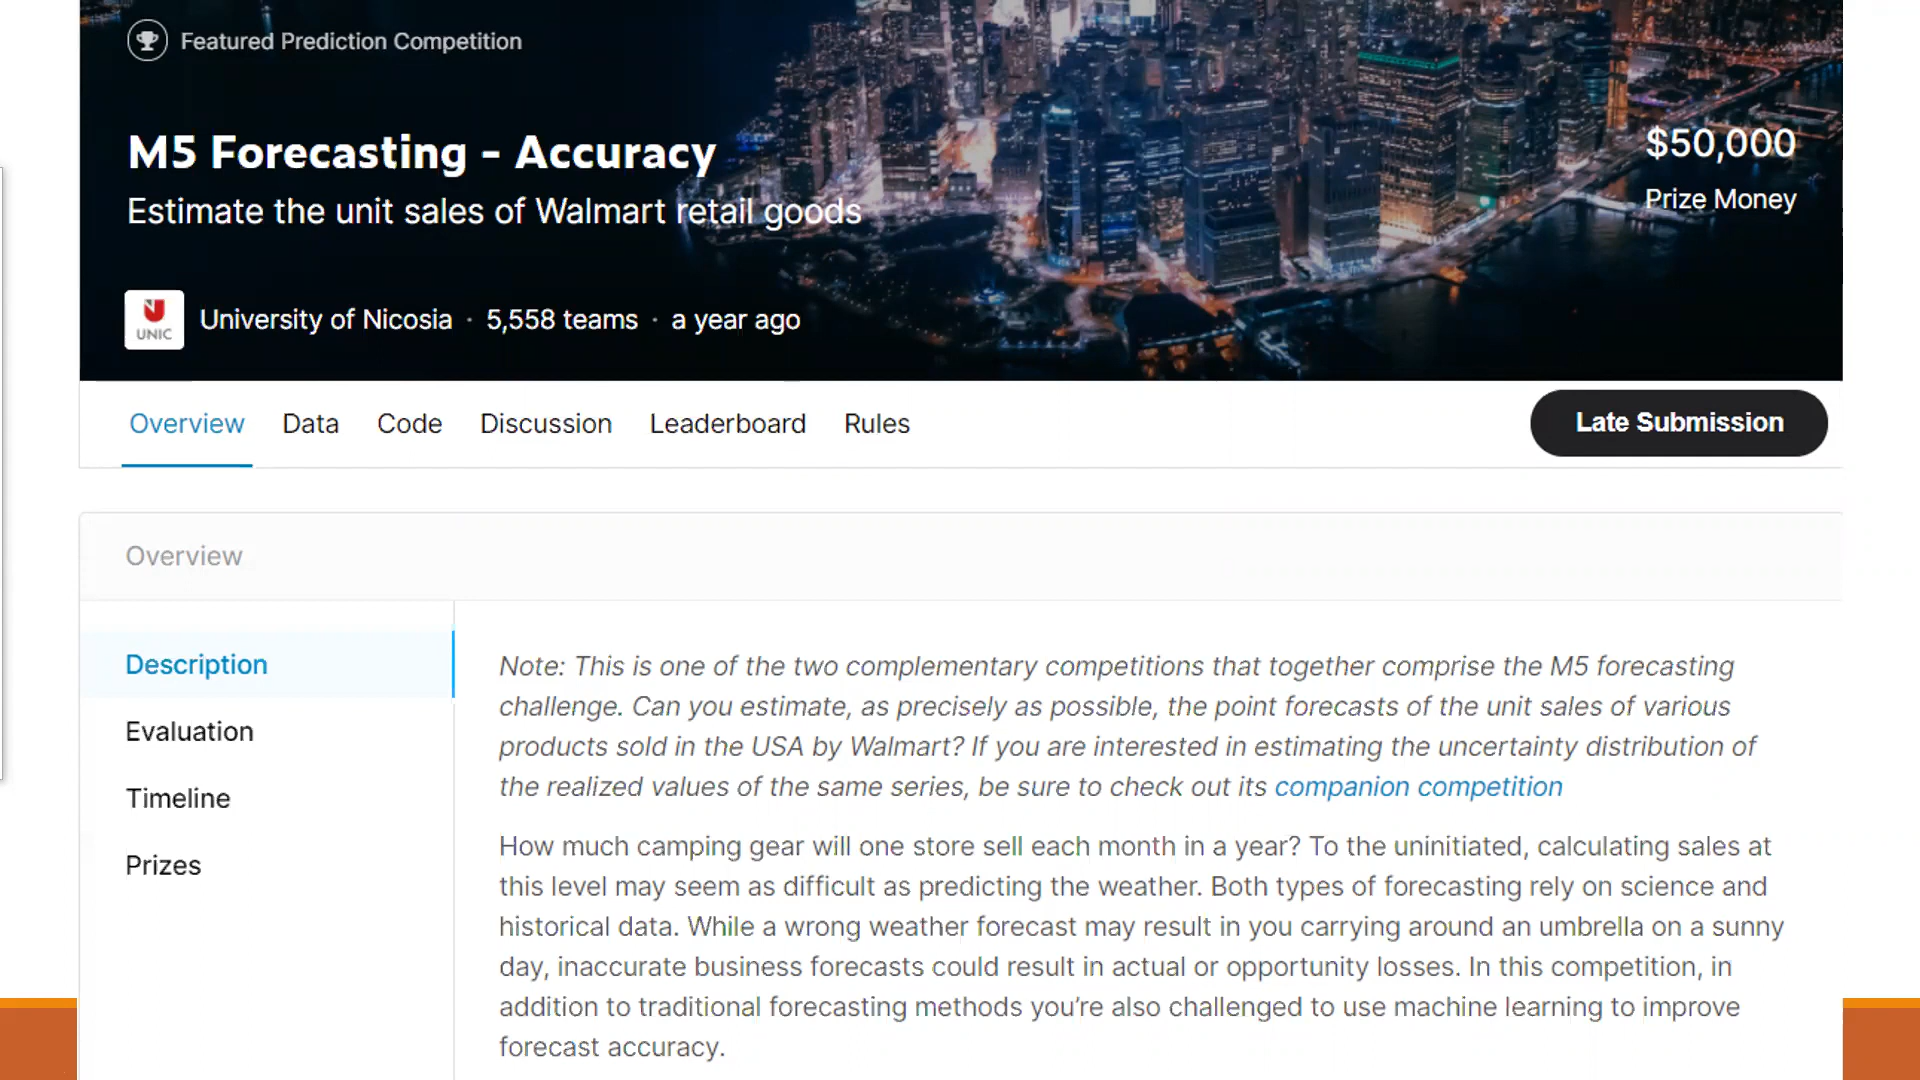 Featured Prediction Competition
M5 Forecasting - Accuracy
Estimate the unit sales of Walmart retail goods
$50,000
Prize Money
UNIC
University of Nicosia · 5,558 teams · a year ago
Overview Data Code Discussion Leaderboard Rules Late Submission
Overview
Description
Evaluation
Timeline
Prizes
Note: This is one of the two complementary competitions that together comprise the M5 forecasting
challenge. Can you estimate, as precisely as possible, the point forecasts of the unit sales of various
products sold in the USA by Walmart? If you are interested in estimating the uncertainty distribution of
the realized values of the same series, be sure to check out its companion competition
How much camping gear will one store sell each month in a year? To the uninitiated, calculating sales at
this level may seem as difficult as predicting the weather. Both types of forecasting rely on science and
historical data. While a wrong weather forecast may result in you carrying around an umbrella on a sunny
day, inaccurate business forecasts could result in actual or opportunity losses. In this competition, in
addition to traditional forecasting methods you’re also challenged to use machine learning to improve
forecast accuracy.